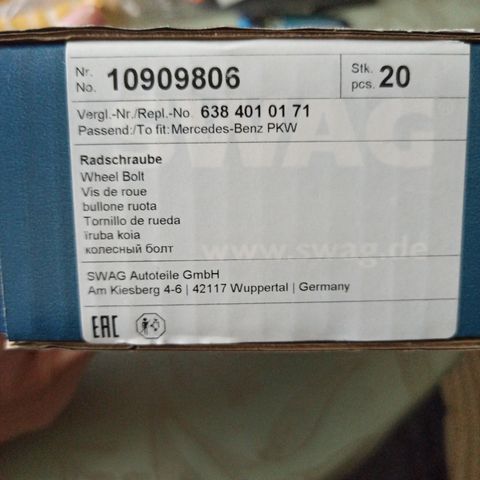 Nr. No. 10909806
Stk. pcs. 20
Vergl.-Nr./Repl.-No. 638 401 01 71
Passend:/To fit: Mercedes-Benz PKW
SWAG®
Radschraube
Wheel Bolt
Vis de roue
bullone ruota
Tornillo de rueda
īruba koia
колесный болт
www.swag.de
SWAG Autoteile GmbH
Am Kiesberg 4-6 | 42117 Wuppertal | Germany
EAC